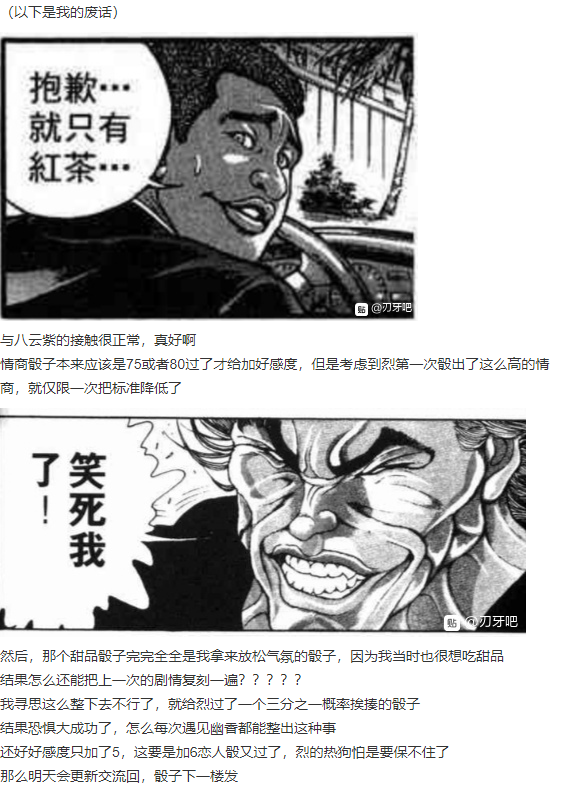 （以下是我的废话）
抱歉…
就只有
紅茶…
贴 @刃牙吧
与八云紫的接触很正常，真好啊
情商骰子本来应该是75或者80过了才给加好感度，但是考虑到烈第一次骰出了这么高的情
商，就仅限一次把标准降低了
笑死我
了！
贴 @刃牙吧
然后，那个甜品骰子完完全全是我拿来放松气氛的骰子，因为我当时也很想吃甜品
结果怎么还能把上一次的剧情复刻一遍？？？？？
我寻思这么整下去不行了，就给烈过了一个三分之一概率挨揍的骰子
结果恐惧大成功了，怎么每次遇见幽香都能整出这种事
还好好感度只加了5，这要是加6恋人骰又过了，烈的热狗怕是要保不住了
那么明天会更新交流回，骰子下一楼发